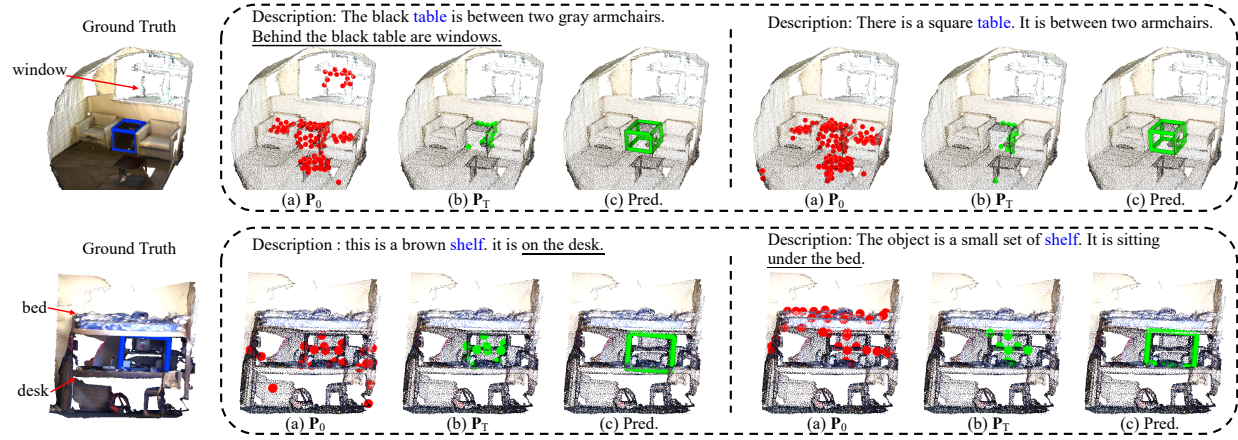 Ground Truth
window
Description: The black table is between two gray armchairs.
Behind the black table are windows.
(a) P0
(b) PT
(c) Pred.
Description: There is a square table. It is between two armchairs.
(a) P0
(b) PT
(c) Pred.
Ground Truth
bed
desk
Description : this is a brown shelf. it is on the desk.
(a) P0
(b) PT
(c) Pred.
Description: The object is a small set of shelf. It is sitting
under the bed.
(a) P0
(b) PT
(c) Pred.